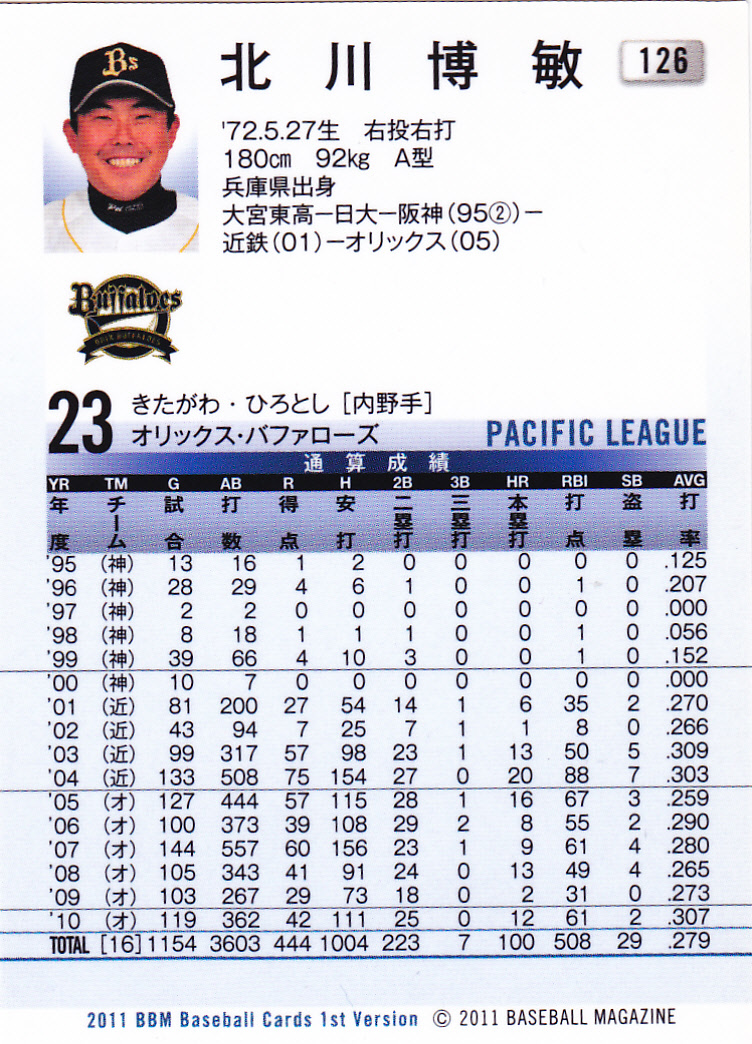 Bs
北川博敏 126
'72.5.27生 右投右打
180cm 92kg A型
兵庫県出身
大宮東高ー日大ー阪神(95②)ー
近鉄(01)ーオリックス(05)
Buffaloes
23 きたがわ・ひろとし [内野手]
オリックス・バファローズ PACIFIC LEAGUE
通算成績
YR TM G AB R H 2B 3B HR RBI SB AVG
年度 チーム 試合 打数 得点 安打 二塁打 三塁打 本塁打 打点 盗塁 打率
'95 (神) 13 16 1 2 0 0 0 0 0 .125
'96 (神) 28 29 4 6 1 0 0 1 0 .207
'97 (神) 2 2 0 0 0 0 0 0 0 .000
'98 (神) 8 18 1 1 1 0 0 1 0 .056
'99 (神) 39 66 4 10 3 0 0 1 0 .152
'00 (神) 10 7 0 0 0 0 0 0 0 .000
'01 (近) 81 200 27 54 14 1 6 35 2 .270
'02 (近) 43 94 7 25 7 1 1 8 0 .266
'03 (近) 99 317 57 98 23 1 13 50 5 .309
'04 (近) 133 508 75 154 27 0 20 88 7 .303
'05 (オ) 127 444 57 115 28 1 16 67 3 .259
'06 (オ) 100 373 39 108 29 2 8 55 2 .290
'07 (オ) 144 557 60 156 23 1 9 61 4 .280
'08 (オ) 105 343 41 91 24 0 13 49 4 .265
'09 (オ) 103 267 29 73 18 0 2 31 0 .273
'10 (オ) 119 362 42 111 25 0 12 61 2 .307
TOTAL [16] 1154 3603 444 1004 223 7 100 508 29 .279
2011 BBM Baseball Cards 1st Version © 2011 BASEBALL MAGAZINE